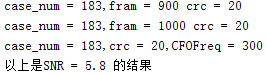 case_num = 183,fram = 900 crc = 20
case_num = 183,fram = 1000 crc = 20
case_num = 183,crc = 20,CFOFreq = 300
以上是SNR = 5.8 的结果